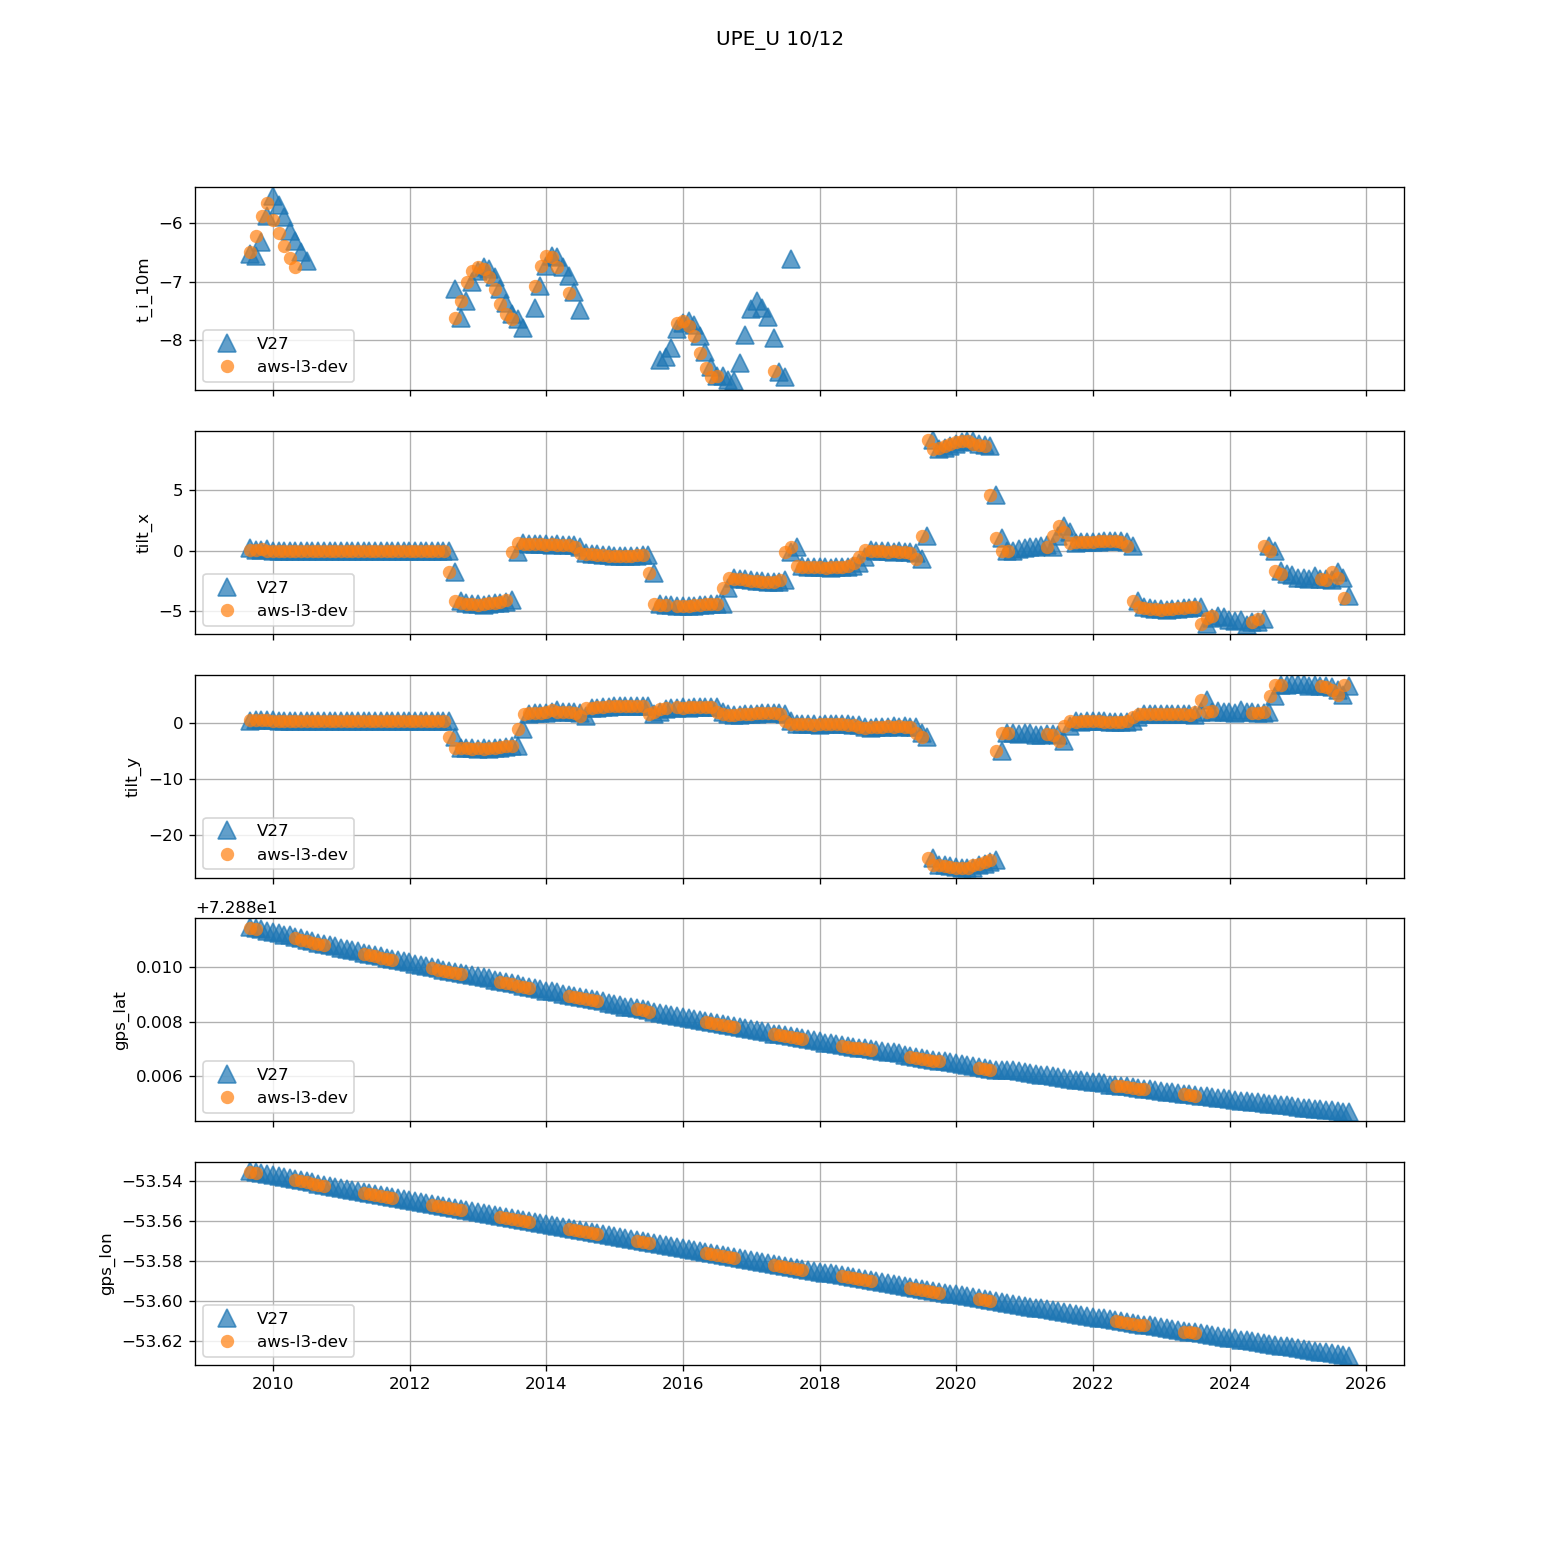 UPE_U 10/12
t_i_10m
−6
−7
−8
V27
aws-l3-dev
tilt_x
5
0
−5
V27
aws-l3-dev
tilt_y
0
−10
−20
V27
aws-l3-dev
+7.288e1
gps_lat
0.010
0.008
0.006
V27
aws-l3-dev
gps_lon
−53.54
−53.56
−53.58
−53.60
−53.62
V27
aws-l3-dev
2010 2012 2014 2016 2018 2020 2022 2024 2026